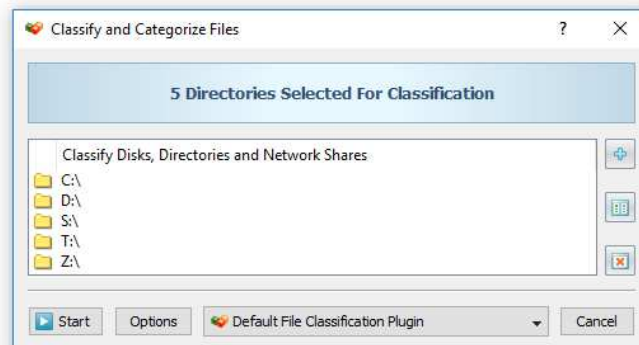 Classify and Categorize Files ?
5 Directories Selected For Classification
Classify Disks, Directories and Network Shares
C:\
D:\
S:\
T:\
Z:\
Start Options Default File Classification Plugin Cancel